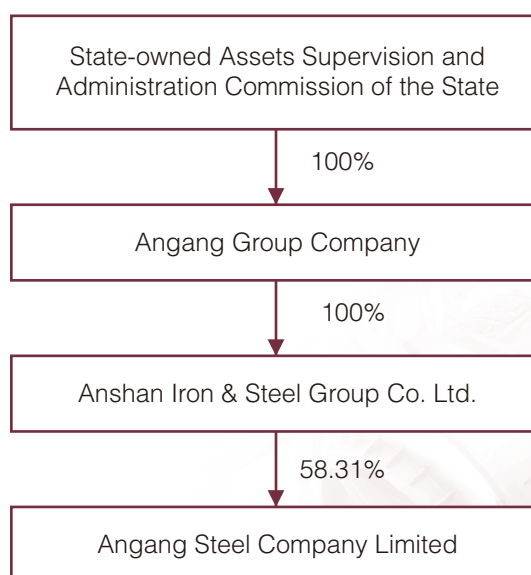 State-owned Assets Supervision and
Administration Commission of the State
100%
Angang Group Company
100%
Anshan Iron & Steel Group Co. Ltd.
58.31%
Angang Steel Company Limited